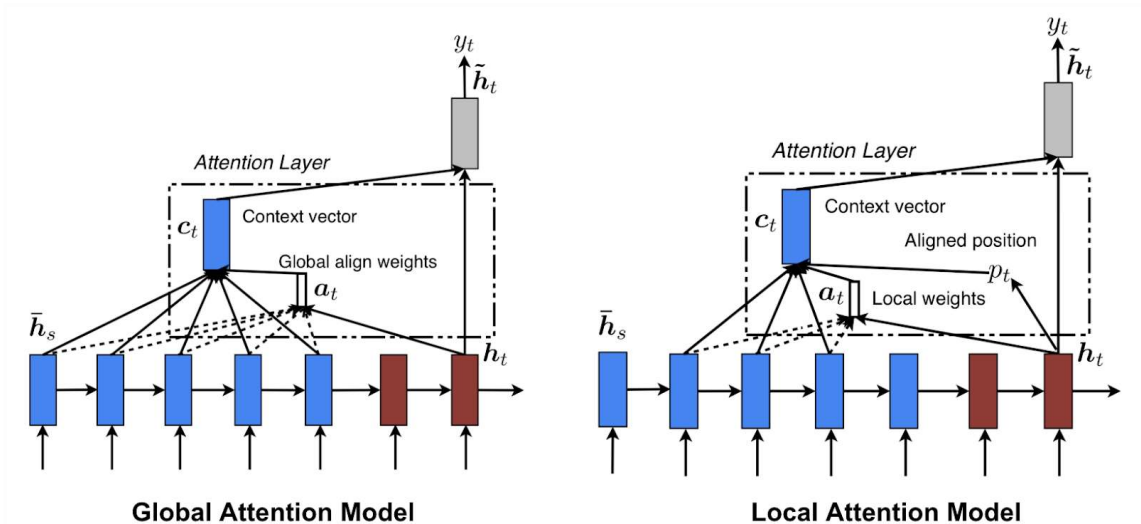 y_t
h̃_t
Attention Layer
c_t
Context vector
Global align weights
a_t
h̄_s
h_t
Global Attention Model
y_t
h̃_t
Attention Layer
c_t
Context vector
Aligned position
p_t
a_t
Local weights
h̄_s
h_t
Local Attention Model